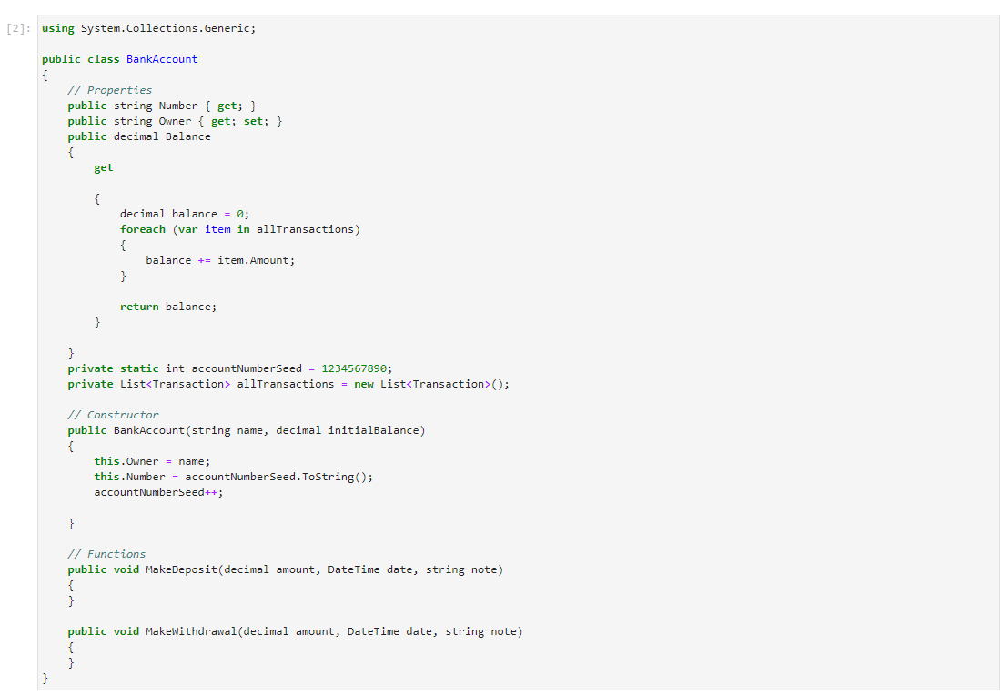 [2]: using System.Collections.Generic;

public class BankAccount
{
    // Properties
    public string Number { get; }
    public string Owner { get; set; }
    public decimal Balance
    {
        get

        {
            decimal balance = 0;
            foreach (var item in allTransactions)
            {
                balance += item.Amount;
            }

            return balance;
        }

    }
    private static int accountNumberSeed = 1234567890;
    private List<Transaction> allTransactions = new List<Transaction>();

    // Constructor
    public BankAccount(string name, decimal initialBalance)
    {
        this.Owner = name;
        this.Number = accountNumberSeed.ToString();
        accountNumberSeed++;

    }

    // Functions
    public void MakeDeposit(decimal amount, DateTime date, string note)
    {
    }

    public void MakeWithdrawal(decimal amount, DateTime date, string note)
    {
    }
}